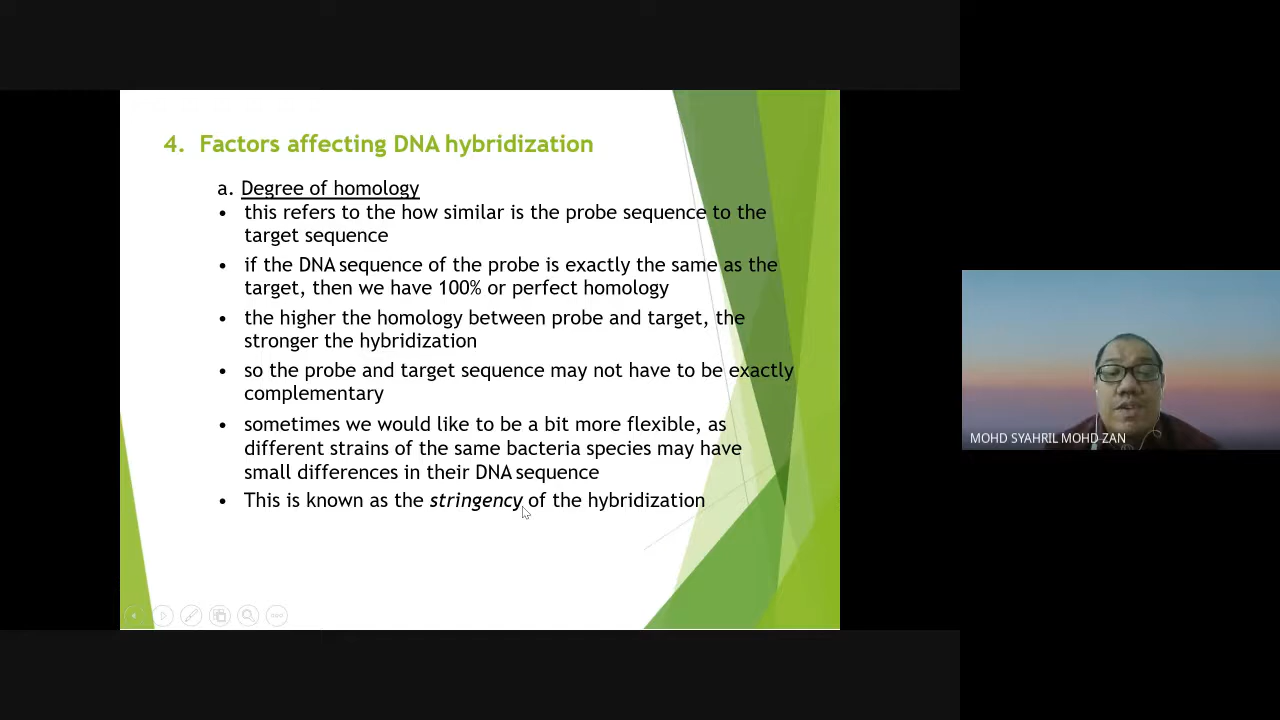 4. Factors affecting DNA hybridization
a. Degree of homology
• this refers to the how similar is the probe sequence to the
target sequence
• if the DNA sequence of the probe is exactly the same as the
target, then we have 100% or perfect homology
• the higher the homology between probe and target, the
stronger the hybridization
• so the probe and target sequence may not have to be exactly
complementary
• sometimes we would like to be a bit more flexible, as
different strains of the same bacteria species may have
small differences in their DNA sequence
• This is known as the stringency of the hybridization
MOHD SYAHRIL MOHD ZAN